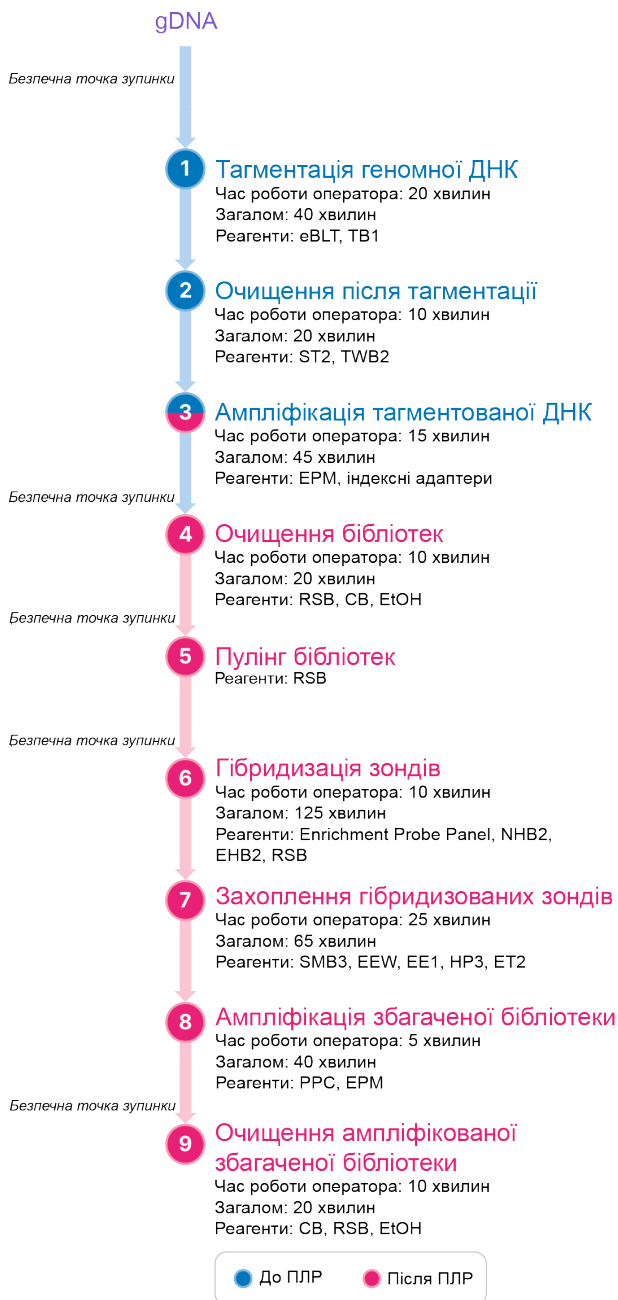 gDNA
Безпечна точка зупинки
1
Тагментація геномної ДНК
Час роботи оператора: 20 хвилин
Загалом: 40 хвилин
Реагенти: eBLT, TB1
2
Очищення після тагментації
Час роботи оператора: 10 хвилин
Загалом: 20 хвилин
Реагенти: ST2, TWB2
3
Ампліфікація тагментованої ДНК
Час роботи оператора: 15 хвилин
Загалом: 45 хвилин
Реагенти: EPM, індексні адаптери
Безпечна точка зупинки
4
Очищення бібліотек
Час роботи оператора: 10 хвилин
Загалом: 20 хвилин
Реагенти: RSB, CB, EtOH
Безпечна точка зупинки
5
Пулінг бібліотек
Реагенти: RSB
Безпечна точка зупинки
6
Гібридизація зондів
Час роботи оператора: 10 хвилин
Загалом: 125 хвилин
Реагенти: Enrichment Probe Panel, NHB2,
EHB2, RSB
7
Захоплення гібридизованих зондів
Час роботи оператора: 25 хвилин
Загалом: 65 хвилин
Реагенти: SMB3, EEW, EE1, HP3, ET2
8
Ампліфікація збагаченої бібліотеки
Час роботи оператора: 5 хвилин
Загалом: 40 хвилин
Реагенти: PPC, EPM
Безпечна точка зупинки
9
Очищення ампліфікованої
збагаченої бібліотеки
Час роботи оператора: 10 хвилин
Загалом: 20 хвилин
Реагенти: CB, RSB, EtOH
До ПЛР
Після ПЛР